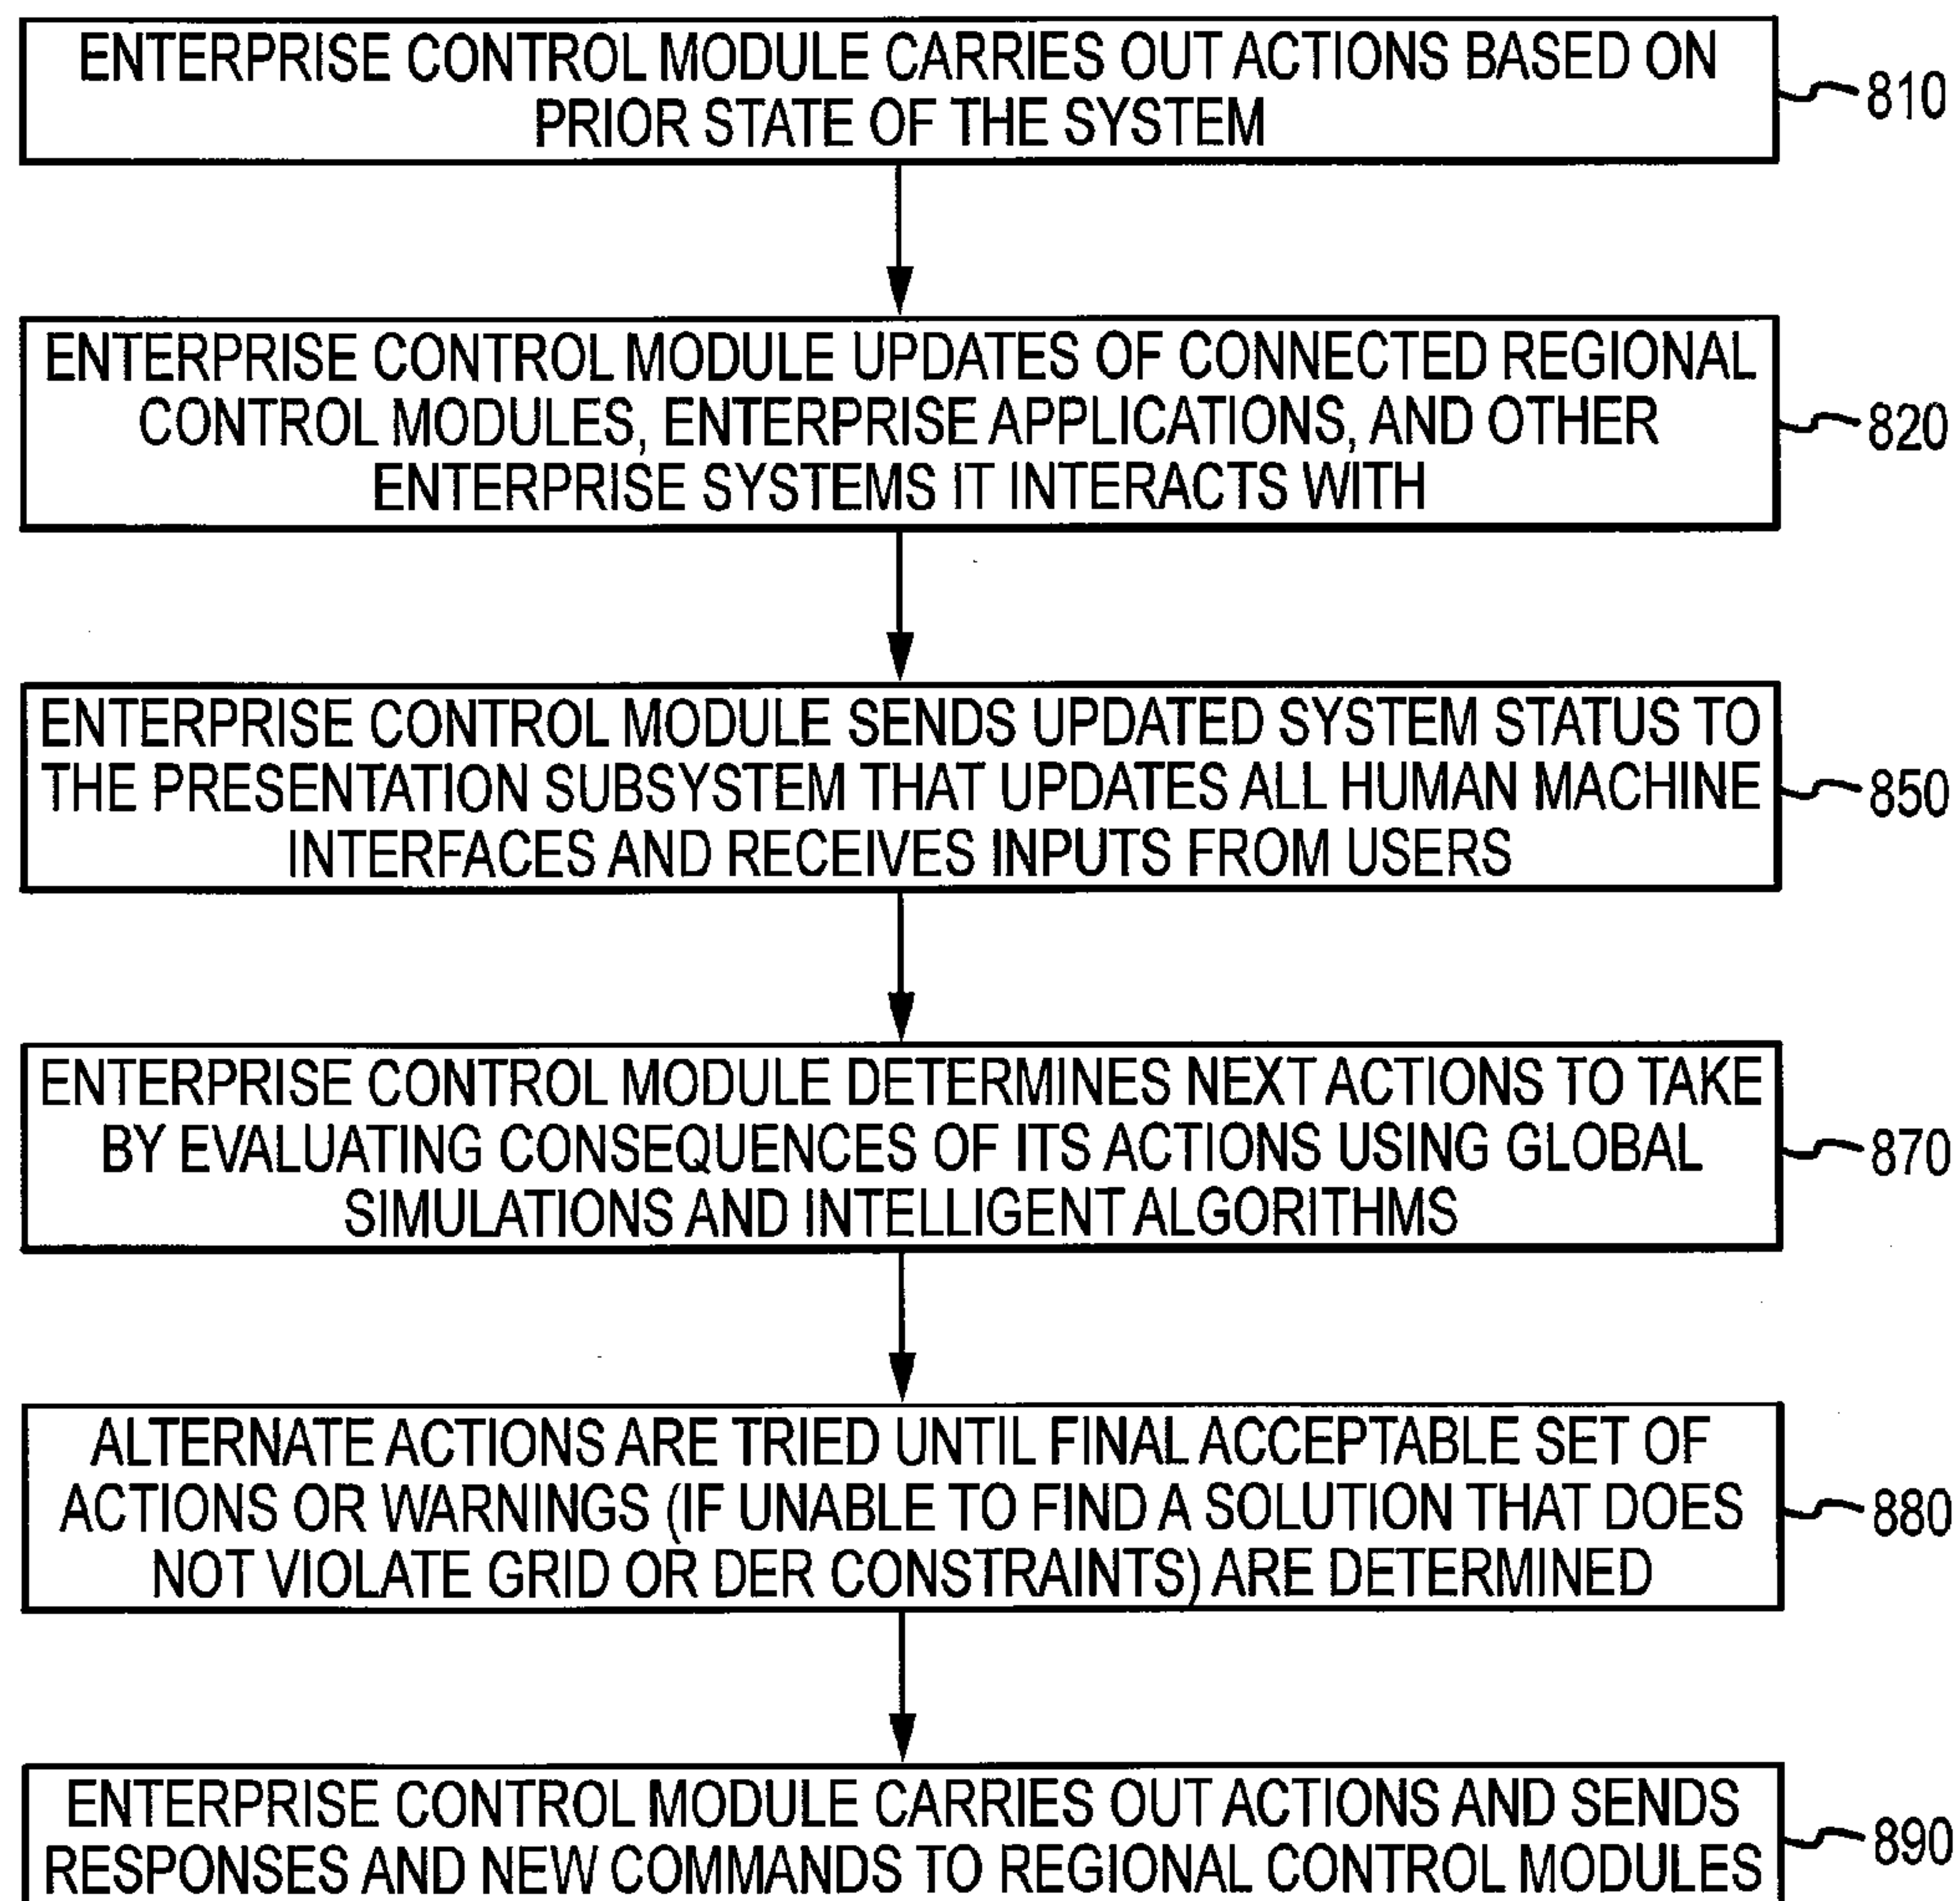 ENTERPRISE CONTROL MODULE CARRIES OUT ACTIONS BASED ON
PRIOR STATE OF THE SYSTEM
810
ENTERPRISE CONTROL MODULE UPDATES OF CONNECTED REGIONAL
CONTROL MODULES, ENTERPRISE APPLICATIONS, AND OTHER
ENTERPRISE SYSTEMS IT INTERACTS WITH
820
ENTERPRISE CONTROL MODULE SENDS UPDATED SYSTEM STATUS TO
THE PRESENTATION SUBSYSTEM THAT UPDATES ALL HUMAN MACHINE
INTERFACES AND RECEIVES INPUTS FROM USERS
850
ENTERPRISE CONTROL MODULE DETERMINES NEXT ACTIONS TO TAKE
BY EVALUATING CONSEQUENCES OF ITS ACTIONS USING GLOBAL
SIMULATIONS AND INTELLIGENT ALGORITHMS
870
ALTERNATE ACTIONS ARE TRIED UNTIL FINAL ACCEPTABLE SET OF
ACTIONS OR WARNINGS (IF UNABLE TO FIND A SOLUTION THAT DOES
NOT VIOLATE GRID OR DER CONSTRAINTS) ARE DETERMINED
880
ENTERPRISE CONTROL MODULE CARRIES OUT ACTIONS AND SENDS
RESPONSES AND NEW COMMANDS TO REGIONAL CONTROL MODULES
890